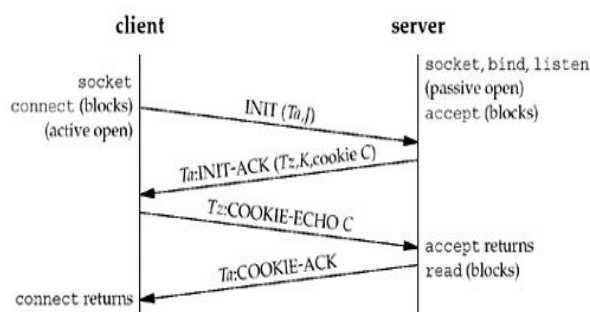 client
server
socket
connect (blocks)
(active open)
socket, bind, listen
(passive open)
accept (blocks)
INIT (Ta,J)
Ta:INIT-ACK (Tz,K,cookie C)
Tz:COOKIE-ECHO C
accept returns
read (blocks)
Ta:COOKIE-ACK
connect returns